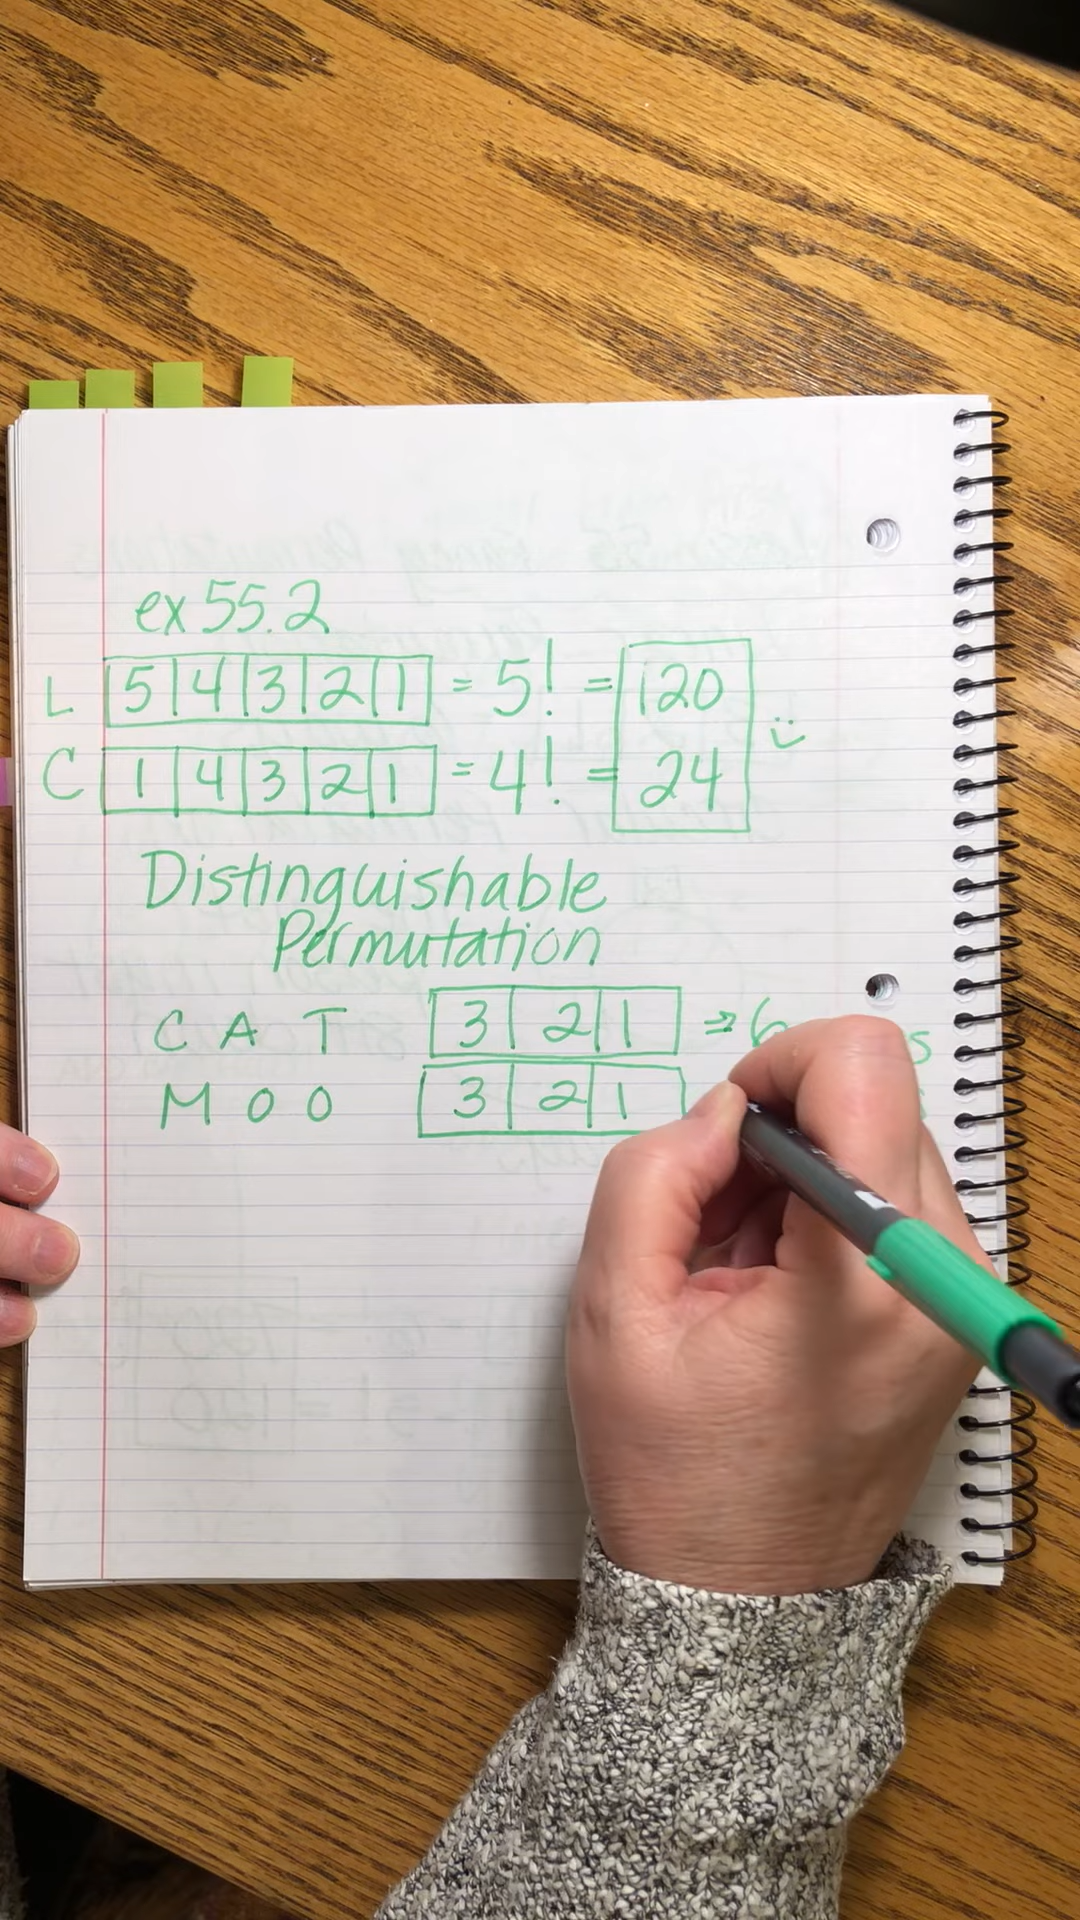 ex 55.2
L 5 4 3 2 1 = 5! = 120
C 1 4 3 2 1 = 4! = 24
Distinguishable
Permutation
C A T 3 2 1 ⇒ 6
M O O 3 2 1